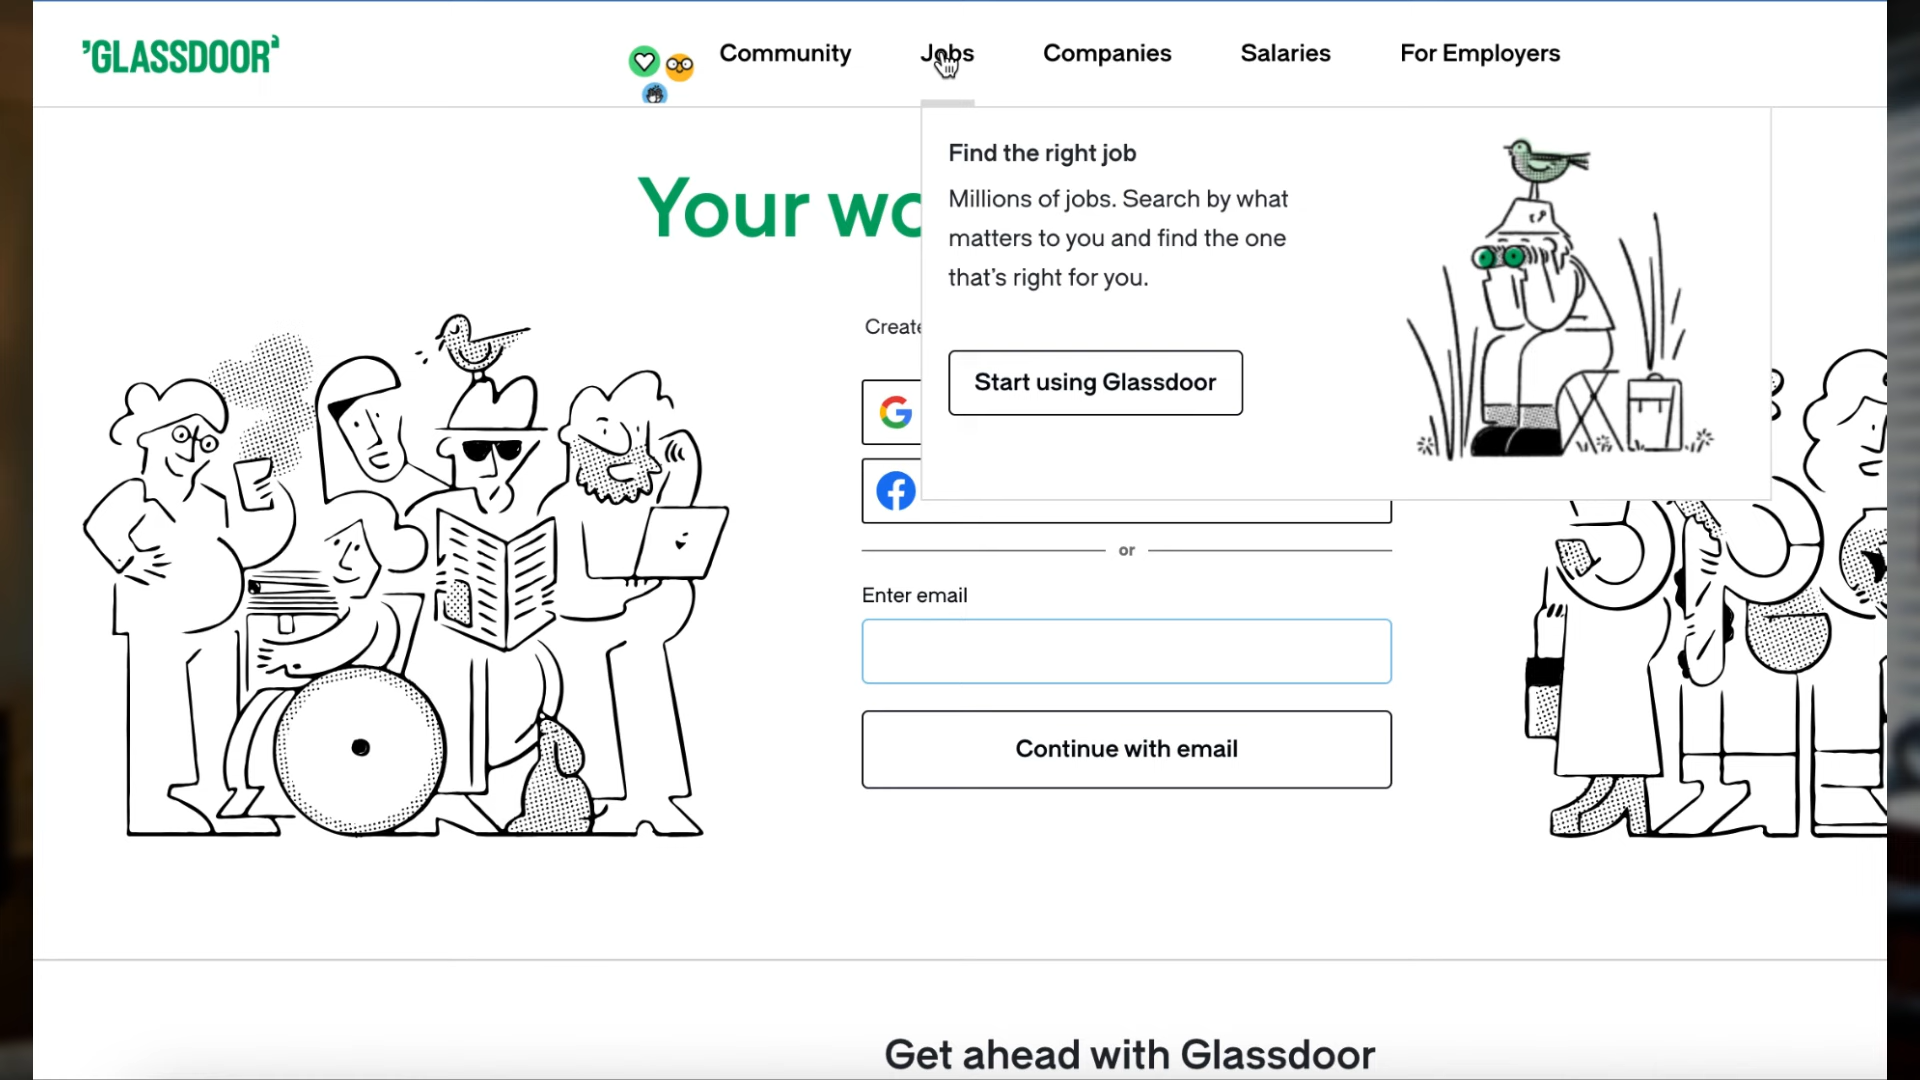 GLASSDOOR
Community
Jobs
Companies
Salaries
For Employers
Find the right job
Millions of jobs. Search by what
matters to you and find the one
that's right for you.
Start using Glassdoor
Your
or
Enter email
Continue with email
Get ahead with Glassdoor